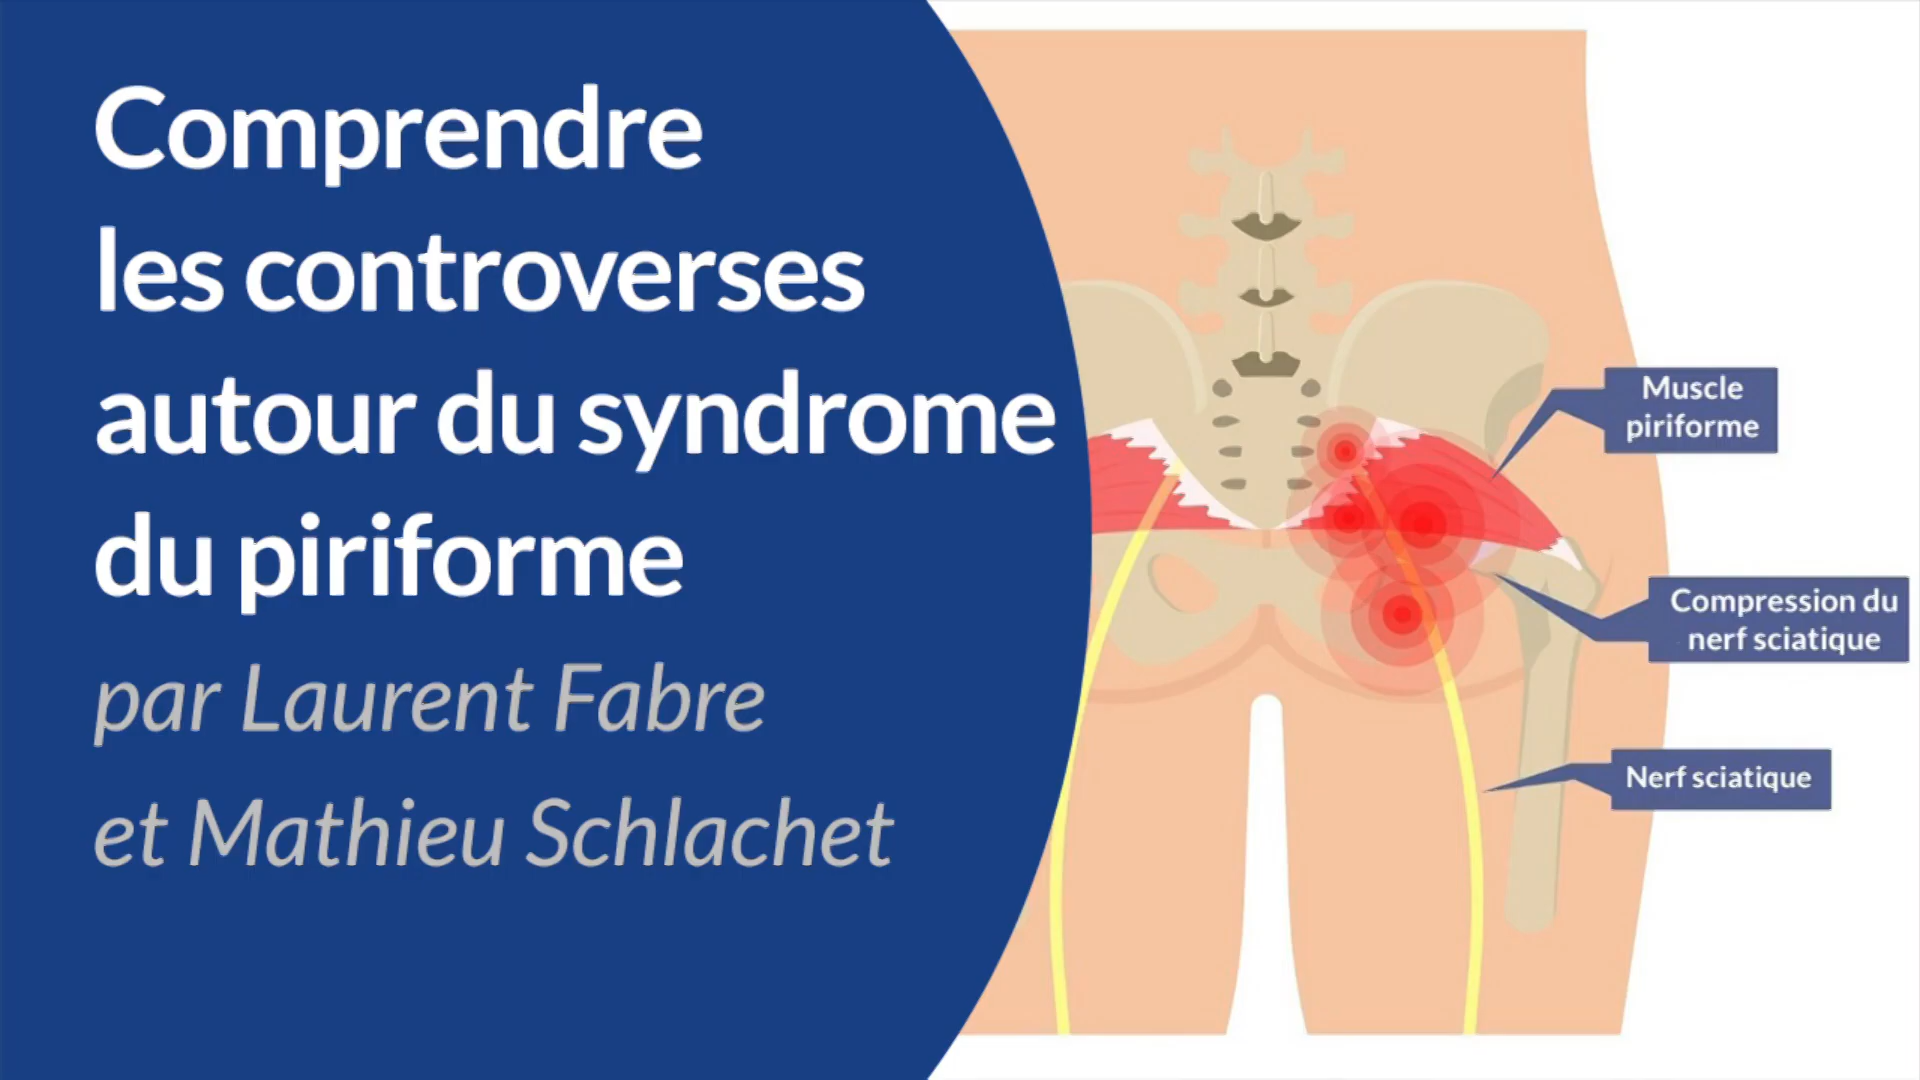 Comprendre
les controverses
autour du syndrome
du piriforme
par Laurent Fabre
et Mathieu Schlachet
Muscle
piriforme
Compression du
nerf sciatique
Nerf sciatique